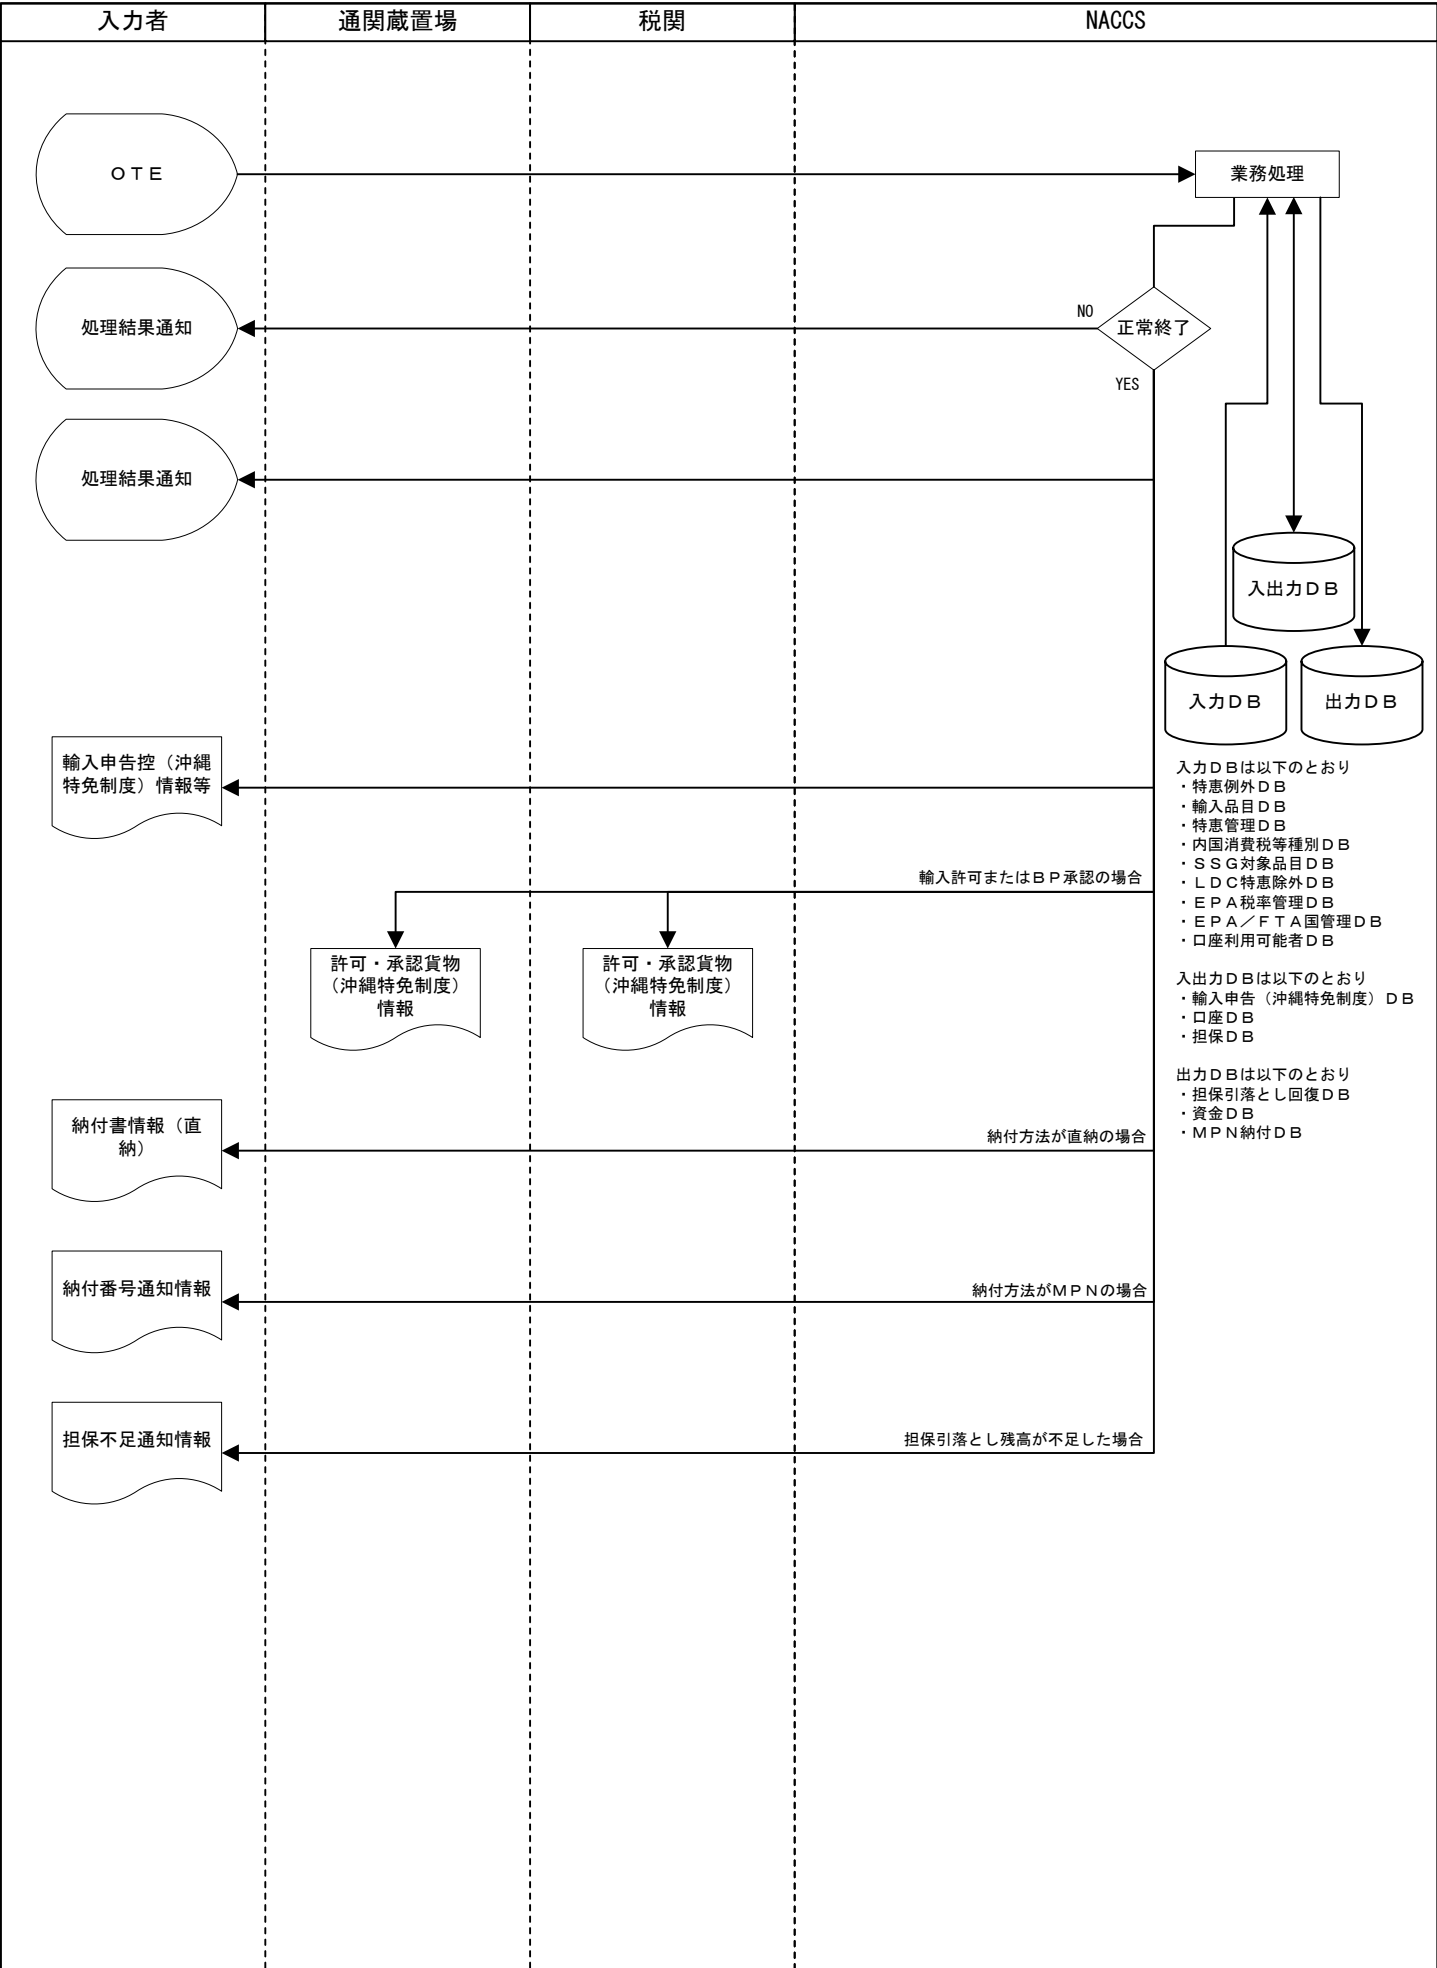 入力者
通関蔵置場
税関
NACCS
ＯＴＥ
業務処理
処理結果通知
NO
正常終了
YES
処理結果通知
入出力ＤＢ
入力ＤＢ
出力ＤＢ
輸入申告控（沖縄
特免制度）情報等
入力ＤＢは以下のとおり
・特恵例外ＤＢ
・輸入品目ＤＢ
・特恵管理ＤＢ
・内国消費税等種別ＤＢ
・ＳＳＧ対象品目ＤＢ
・ＬＤＣ特恵除外ＤＢ
・ＥＰＡ税率管理ＤＢ
・ＥＰＡ／ＦＴＡ国管理ＤＢ
・口座利用可能者ＤＢ
入出力ＤＢは以下のとおり
・輸入申告（沖縄特免制度）ＤＢ
・口座ＤＢ
・担保ＤＢ
出力ＤＢは以下のとおり
・担保引落とし回復ＤＢ
・資金ＤＢ
・ＭＰＮ納付ＤＢ
輸入許可またはＢＰ承認の場合
許可・承認貨物
（沖縄特免制度）
情報
許可・承認貨物
（沖縄特免制度）
情報
納付書情報（直
納）
納付方法が直納の場合
納付番号通知情報
納付方法がＭＰＮの場合
担保不足通知情報
担保引落とし残高が不足した場合